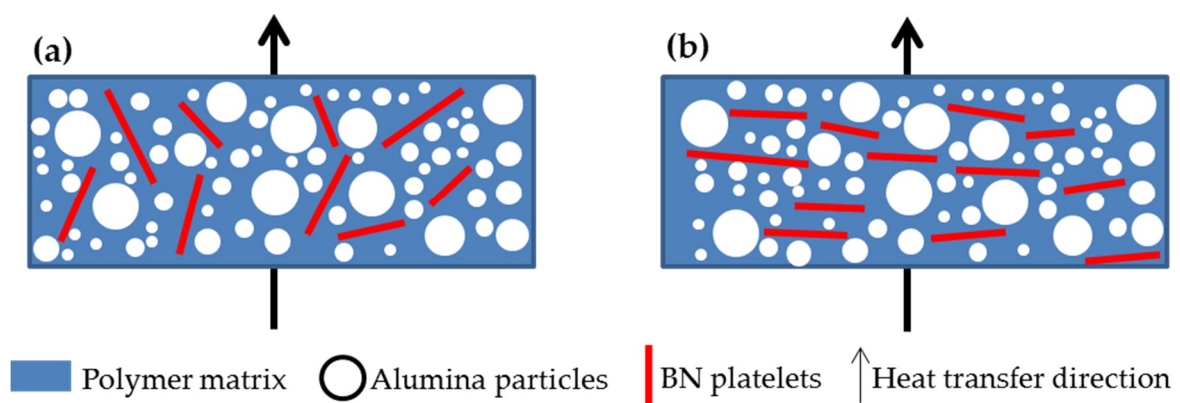 (a)
(b)
Polymer matrix
Alumina particles
BN platelets
Heat transfer direction